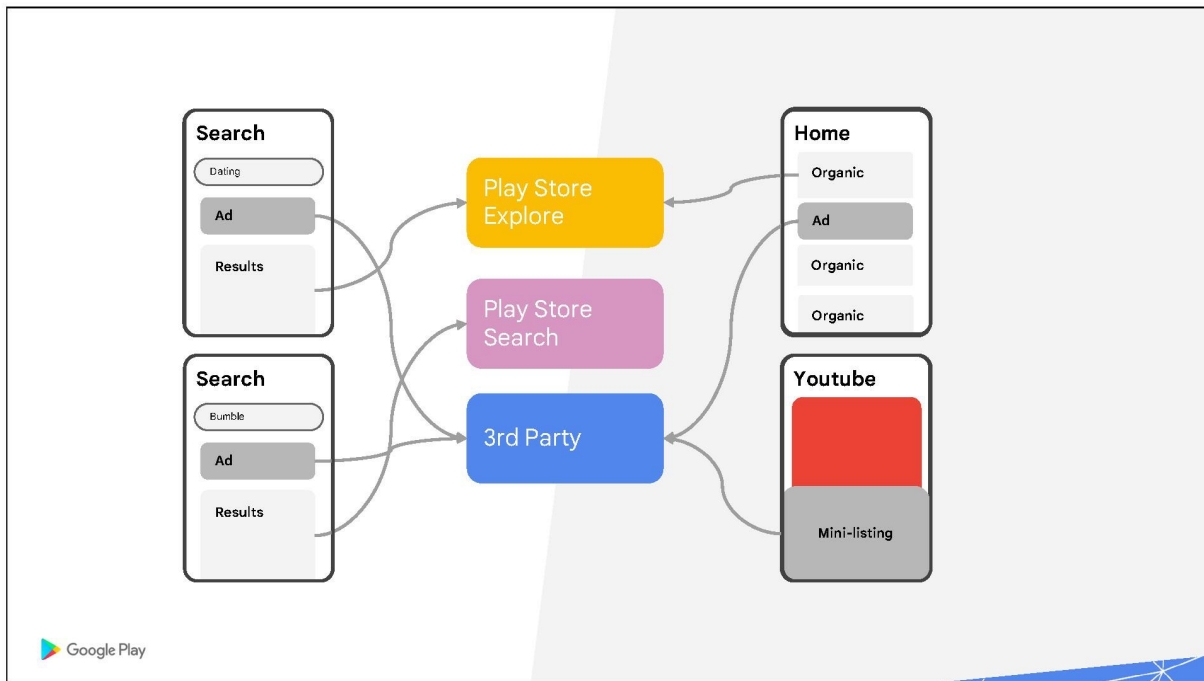 Search
Dating
Ad
Results
Search
Bumble
Ad
Results
Play Store
Explore
Play Store
Search
3rd Party
Home
Organic
Ad
Organic
Organic
Youtube
Mini-listing
Google Play